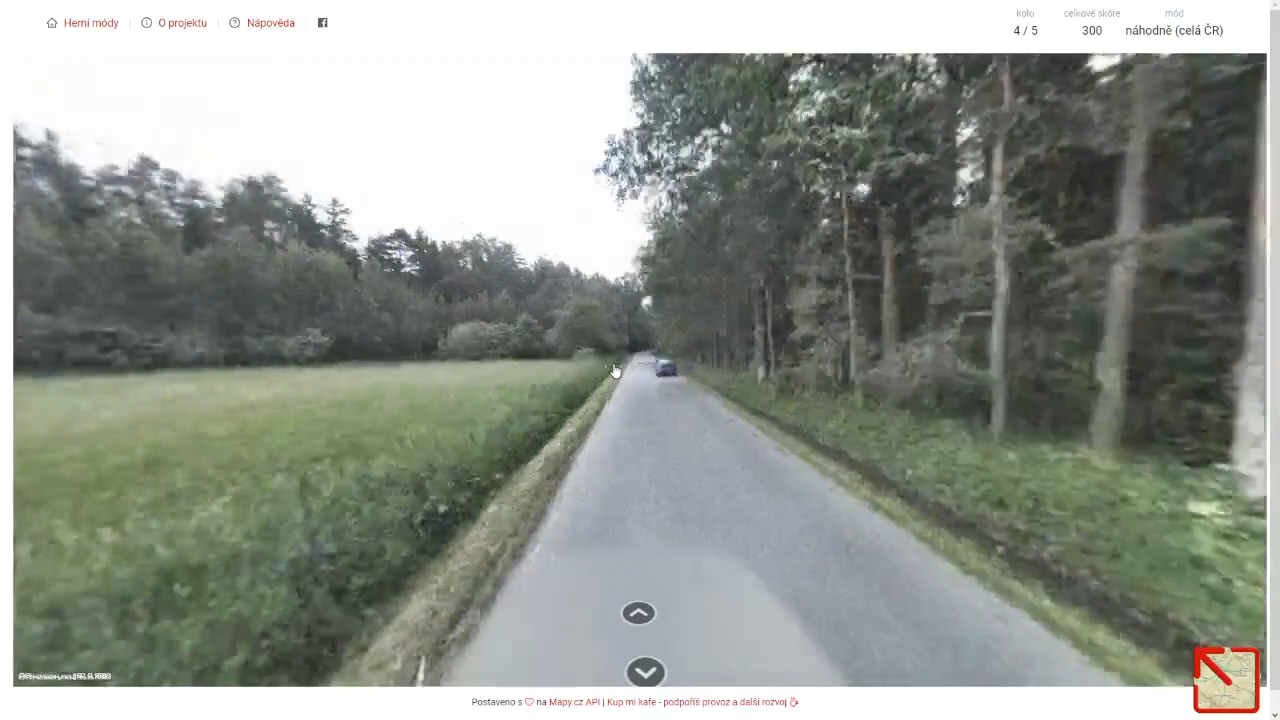 Herní módy
O projektu
Nápověda
kolo
4 / 5
celkové skóre
300
mód
náhodně (celá ČR)
Postaveno s na Mapy.cz API | Kup mi kafe - podpoříš provoz a další rozvoj